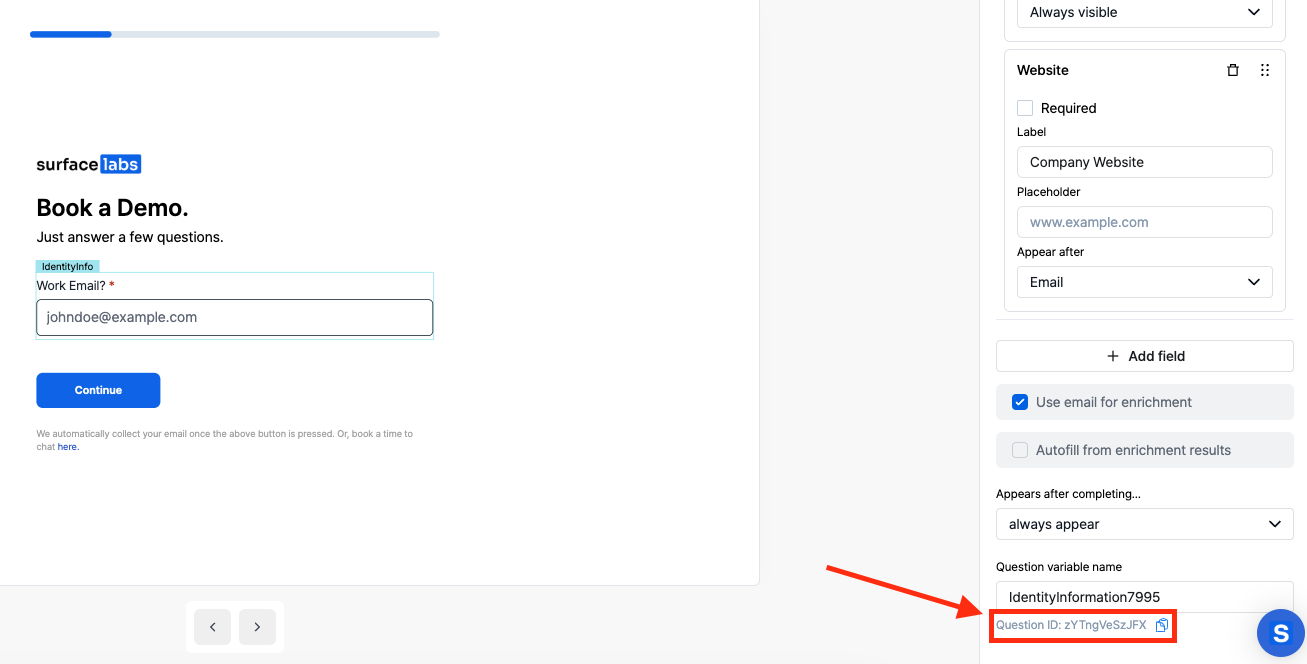 surface labs
Book a Demo.
Just answer a few questions.
IdentityInfo
Work Email? *
johndoe@example.com
Continue
We automatically collect your email once the above button is pressed. Or, book a time to
chat here.
Always visible
Website
Required
Label
Company Website
Placeholder
www.example.com
Appear after
Email
+ Add field
Use email for enrichment
Autofill from enrichment results
Appears after completing...
always appear
Question variable name
IdentityInformation7995
Question ID: zYTngVeSzJFX
S